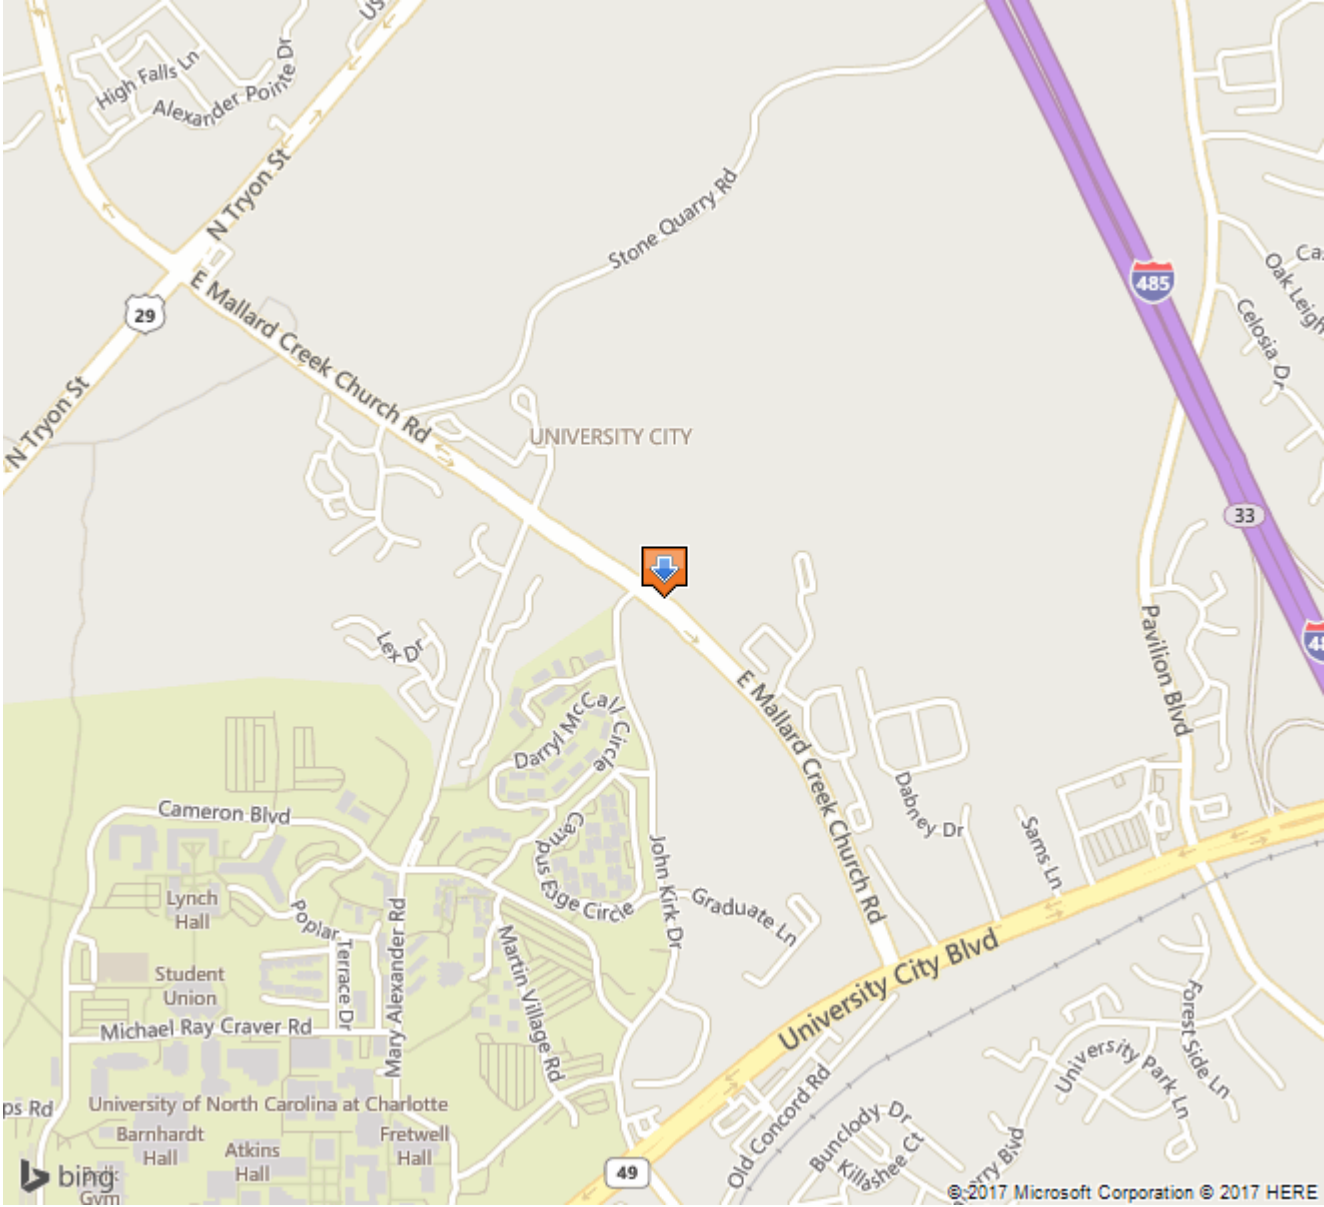 US
High Falls Ln
Alexander Pointe Dr
N Tryon St
Stone Quarry Rd
Oak Leigh
Celosia Dr
485
29
E Mallard Creek Church Rd
N Tryon St
UNIVERSITY CITY
33
Pavilion Blvd
Lex Dr
E Mallard Creek Church Rd
Darryl McCall Circle
Dabney Dr
Cameron Blvd
Sams Ln
John Kirk Dr
Campus Edge Circle
Graduate Ln
Lynch
Hall
Poplar Terrace Dr
Mary Alexander Rd
Martin Village Rd
University City Blvd
Student
Union
Michael Ray Craver Rd
Forest Side Ln
University Park Ln
Old Concord Rd
ps Rd
University of North Carolina at Charlotte
Barnhardt
Hall
Atkins
Hall
Fretwell
Hall
Bunclody Dr
Killashee Ct
49
bing
Gym
© 2017 Microsoft Corporation © 2017 HERE